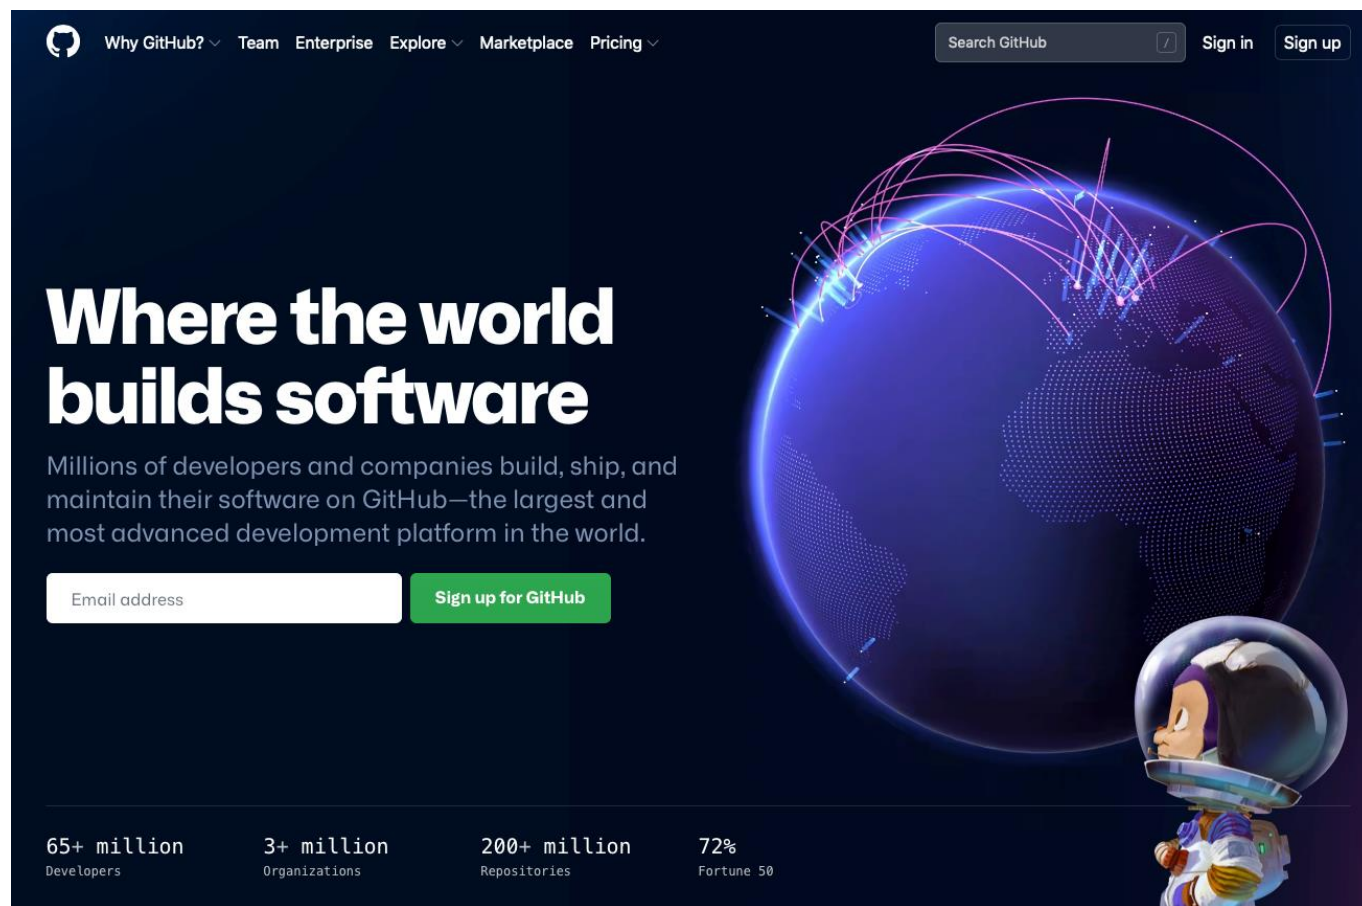 Why GitHub? Team Enterprise Explore Marketplace Pricing Search GitHub / Sign in Sign up
Where the world
builds software
Millions of developers and companies build, ship, and
maintain their software on GitHub—the largest and
most advanced development platform in the world.
Email address Sign up for GitHub
65+ million 3+ million 200+ million 72%
Developers Organizations Repositories Fortune 50